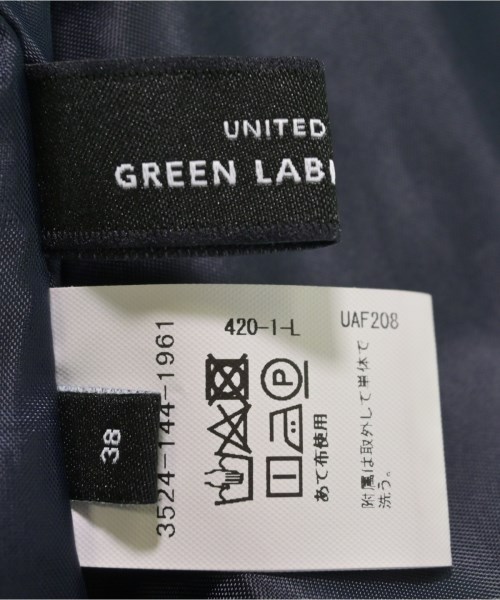 UNITED
GREEN LAB
420-1-L
UAF208
38
3524-144-1961
P
あて布使用
附属は取外して単体で
洗う。